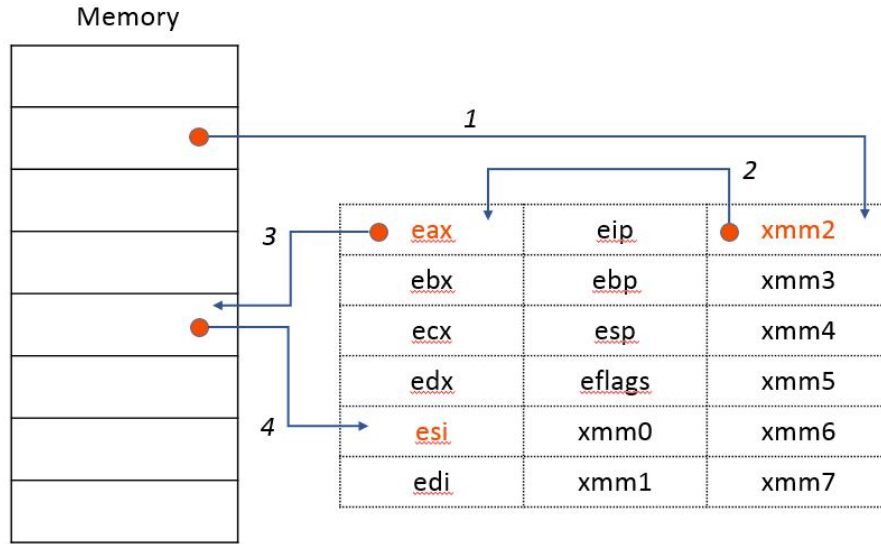 Memory
1
2
3
eax eip xmm2
ebx ebp xmm3
ecx esp xmm4
edx eflags xmm5
4
esi xmm0 xmm6
edi xmm1 xmm7